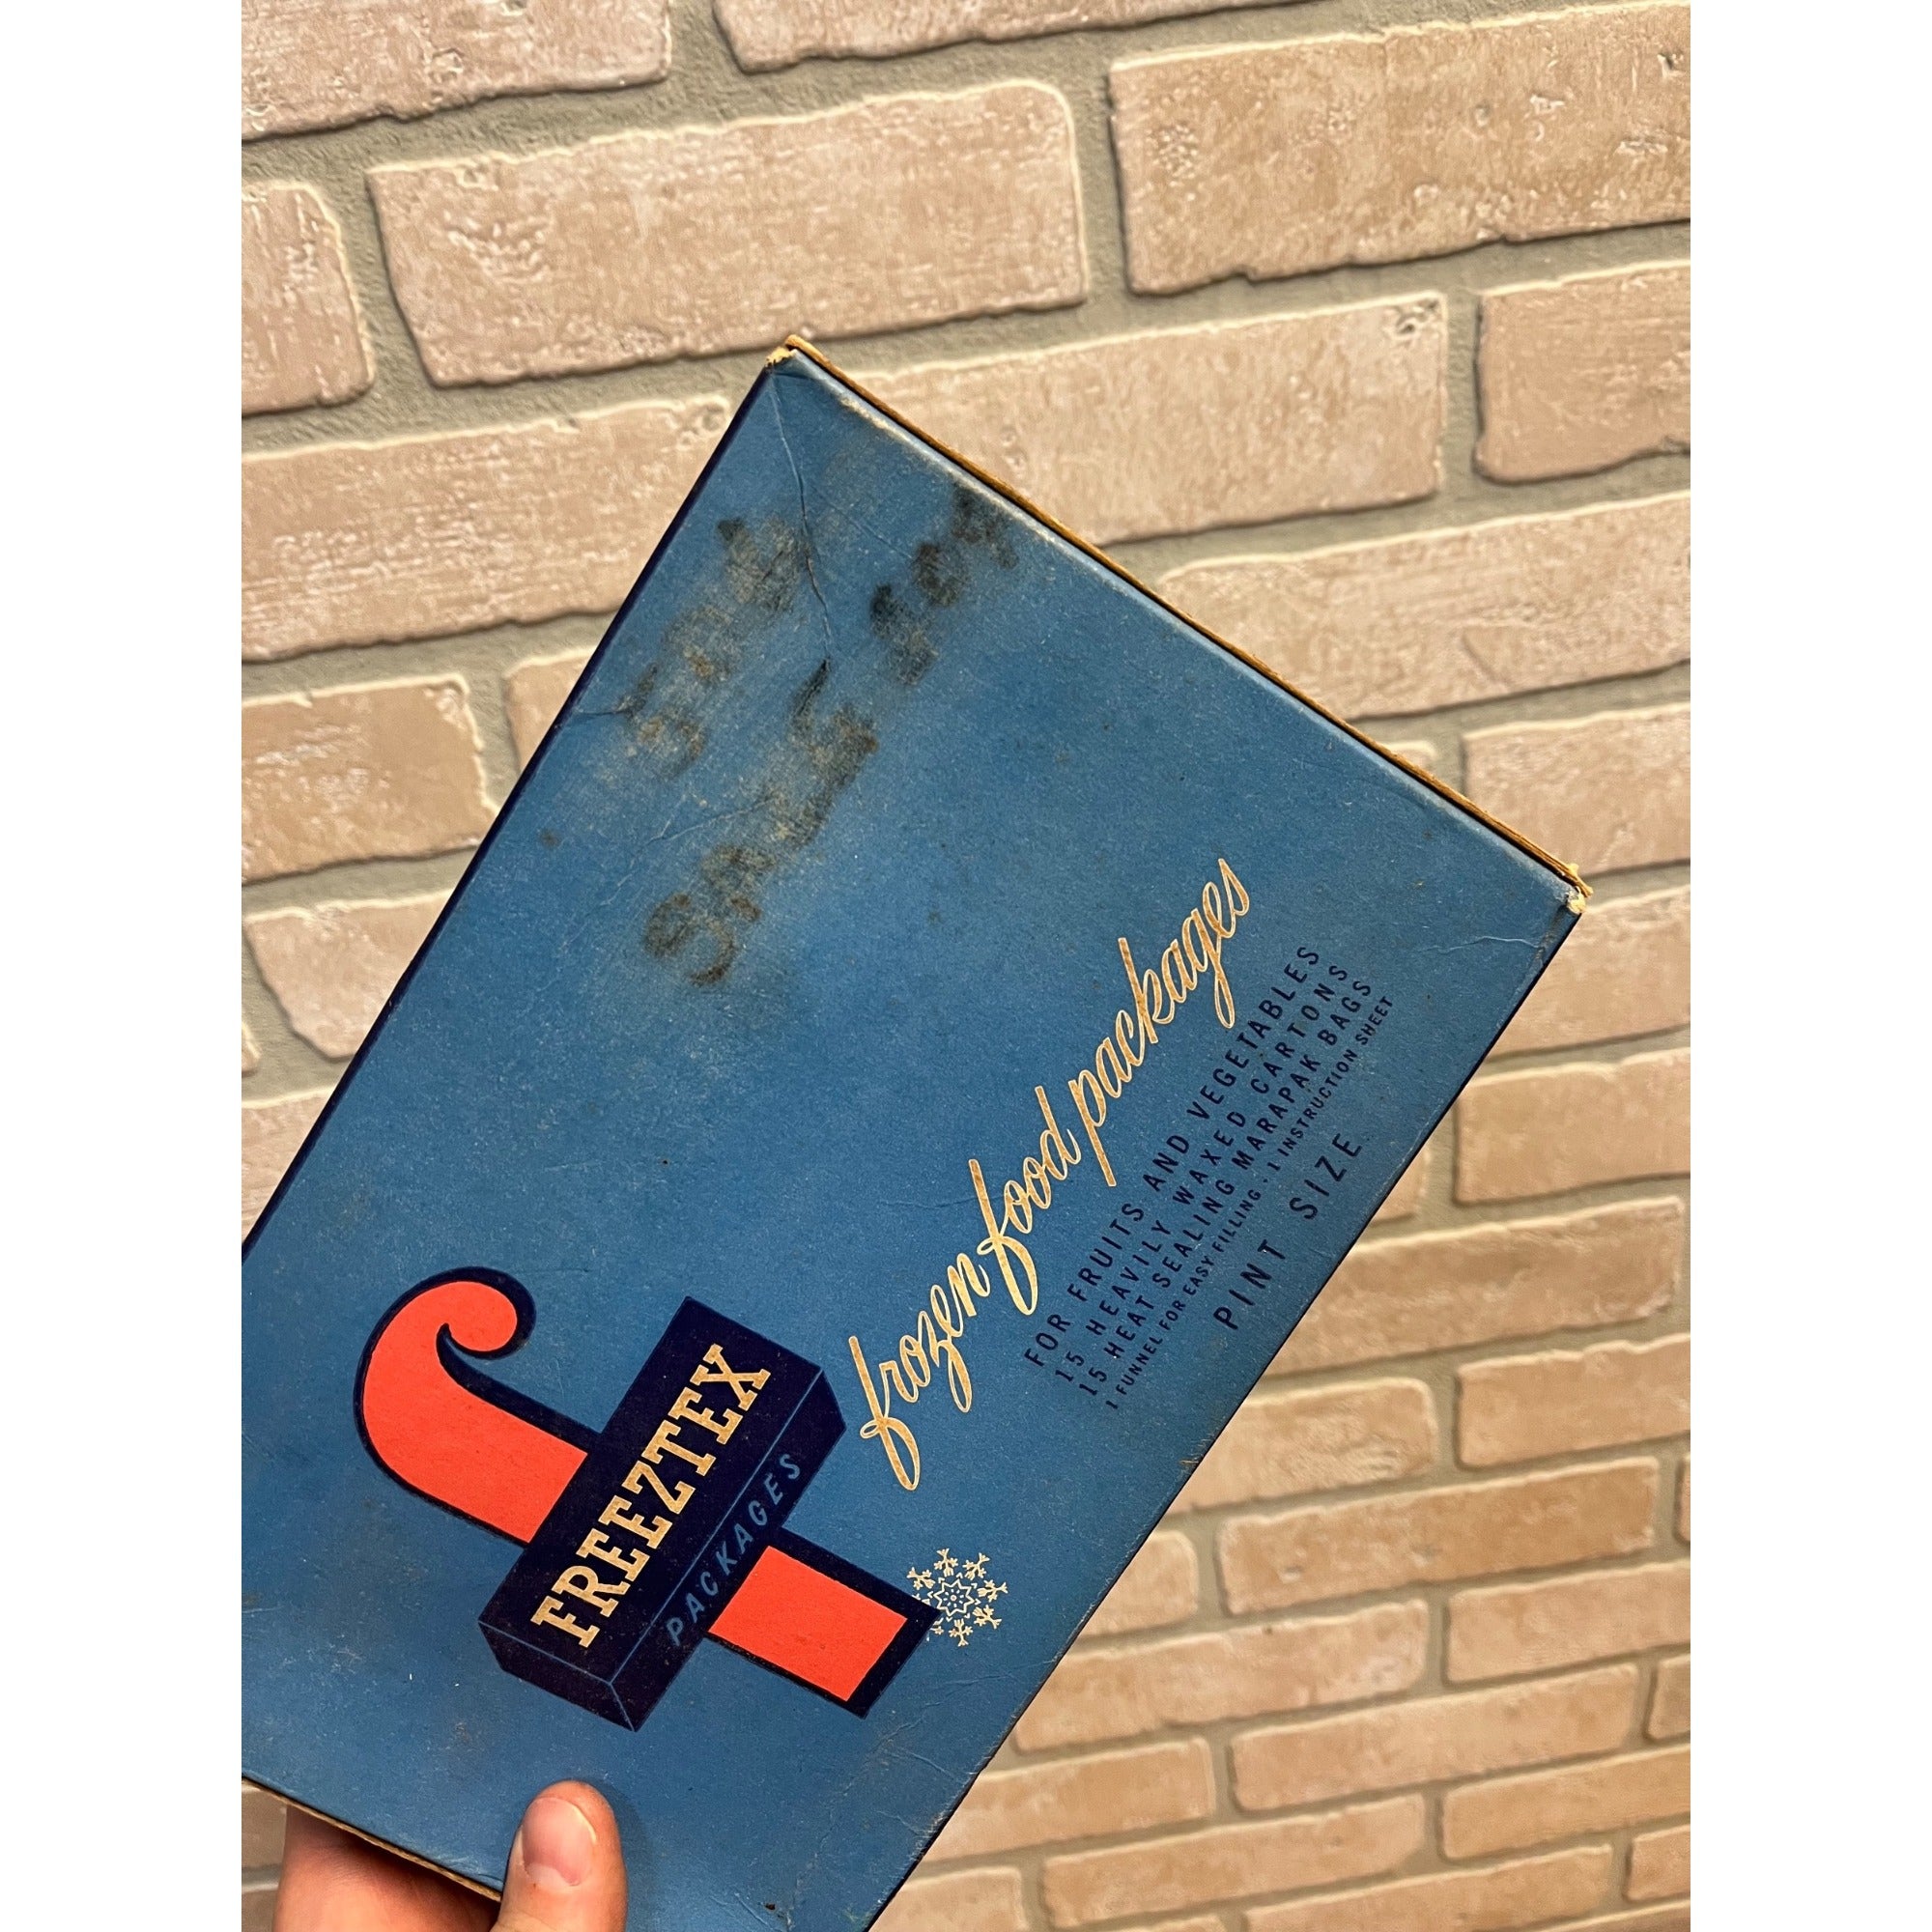 FREEZTEX
PACKAGES
frozen food packages
FOR FRUITS AND VEGETABLES
15 HEAVILY WAXED CARTONS
15 HEAT SEALING MARAPAK BAGS
1 FUNNEL FOR EASY FILLING • 1 INSTRUCTION SHEET
PINT SIZE